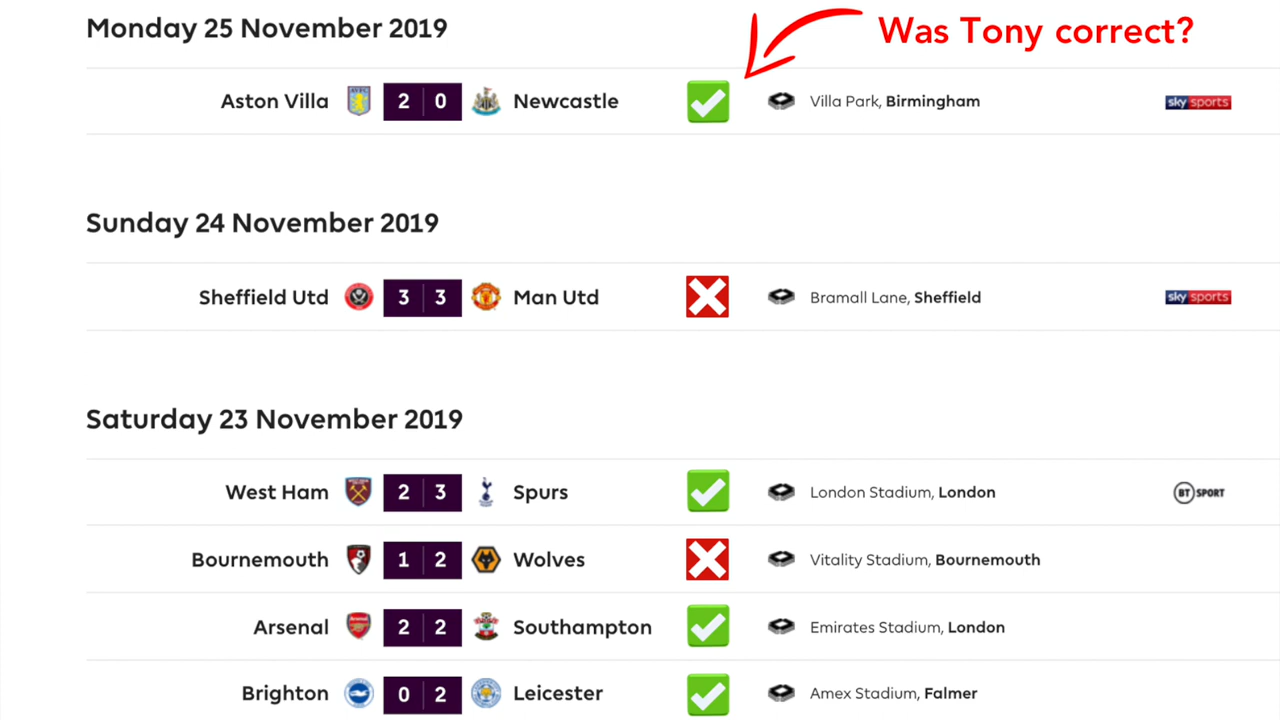 Monday 25 November 2019
Was Tony correct?
Aston Villa 2 0 Newcastle Villa Park, Birmingham sky sports
Sunday 24 November 2019
Sheffield Utd 3 3 Man Utd Bramall Lane, Sheffield sky sports
Saturday 23 November 2019
West Ham 2 3 Spurs London Stadium, London BT SPORT
Bournemouth 1 2 Wolves Vitality Stadium, Bournemouth
Arsenal 2 2 Southampton Emirates Stadium, London
Brighton 0 2 Leicester Amex Stadium, Falmer